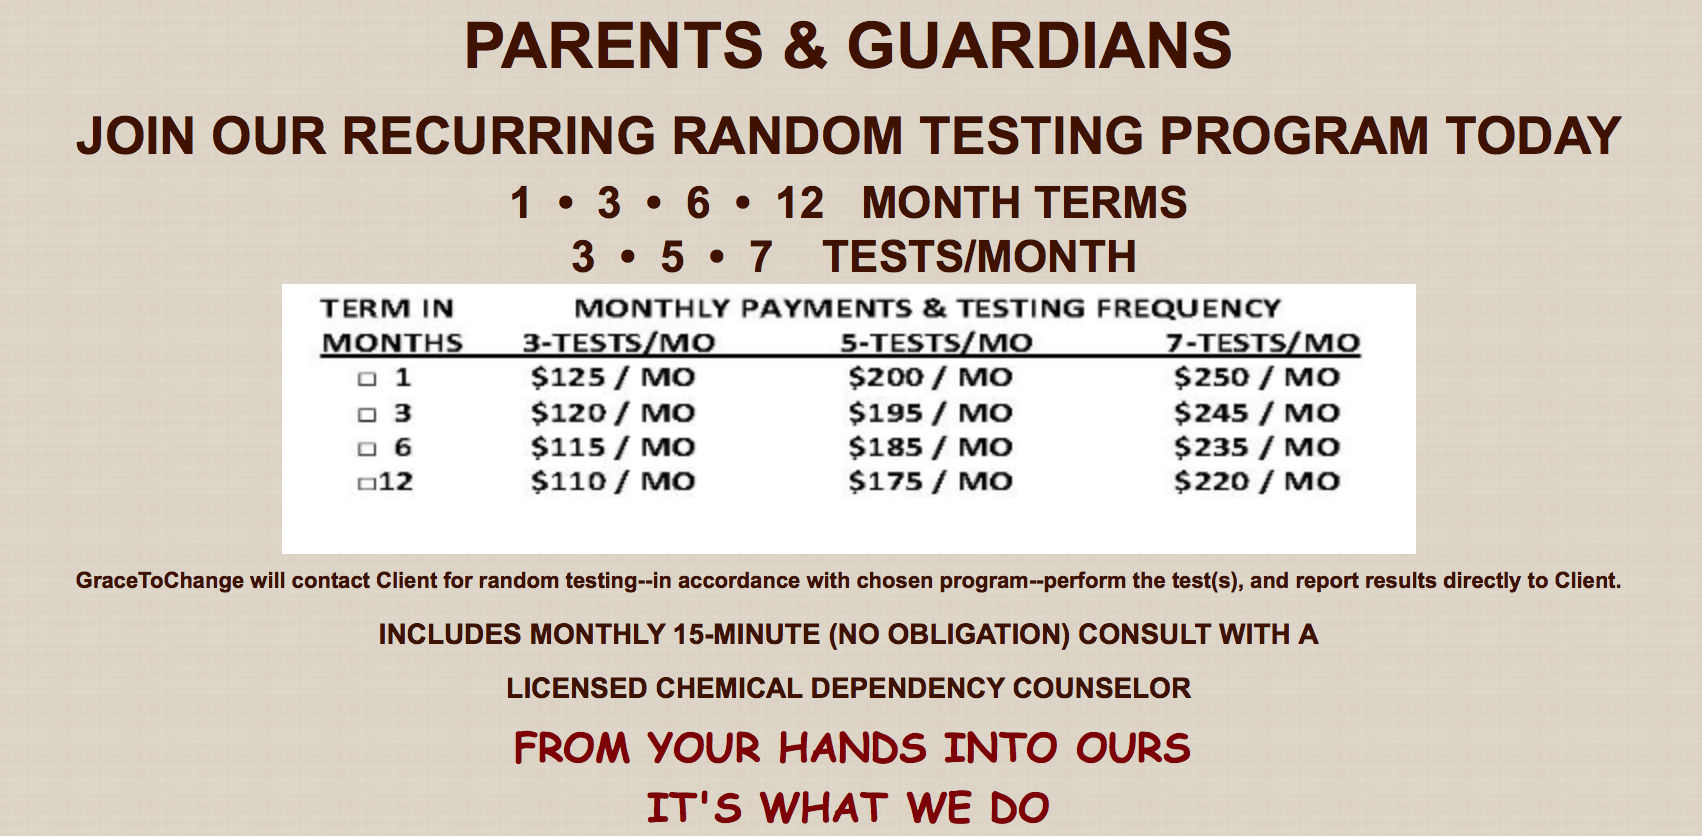 PARENTS & GUARDIANS
JOIN OUR RECURRING RANDOM TESTING PROGRAM TODAY
1 • 3 • 6 • 12 MONTH TERMS
3 • 5 • 7 TESTS/MONTH
TERM IN MONTHLY PAYMENTS & TESTING FREQUENCY
MONTHS 3-TESTS/MO 5-TESTS/MO 7-TESTS/MO
□ 1 $125 / MO $200 / MO $250 / MO
□ 3 $120 / MO $195 / MO $245 / MO
□ 6 $115 / MO $185 / MO $235 / MO
□12 $110 / MO $175 / MO $220 / MO
GraceToChange will contact Client for random testing--in accordance with chosen program--perform the test(s), and report results directly to Client.
INCLUDES MONTHLY 15-MINUTE (NO OBLIGATION) CONSULT WITH A
LICENSED CHEMICAL DEPENDENCY COUNSELOR
FROM YOUR HANDS INTO OURS
IT'S WHAT WE DO